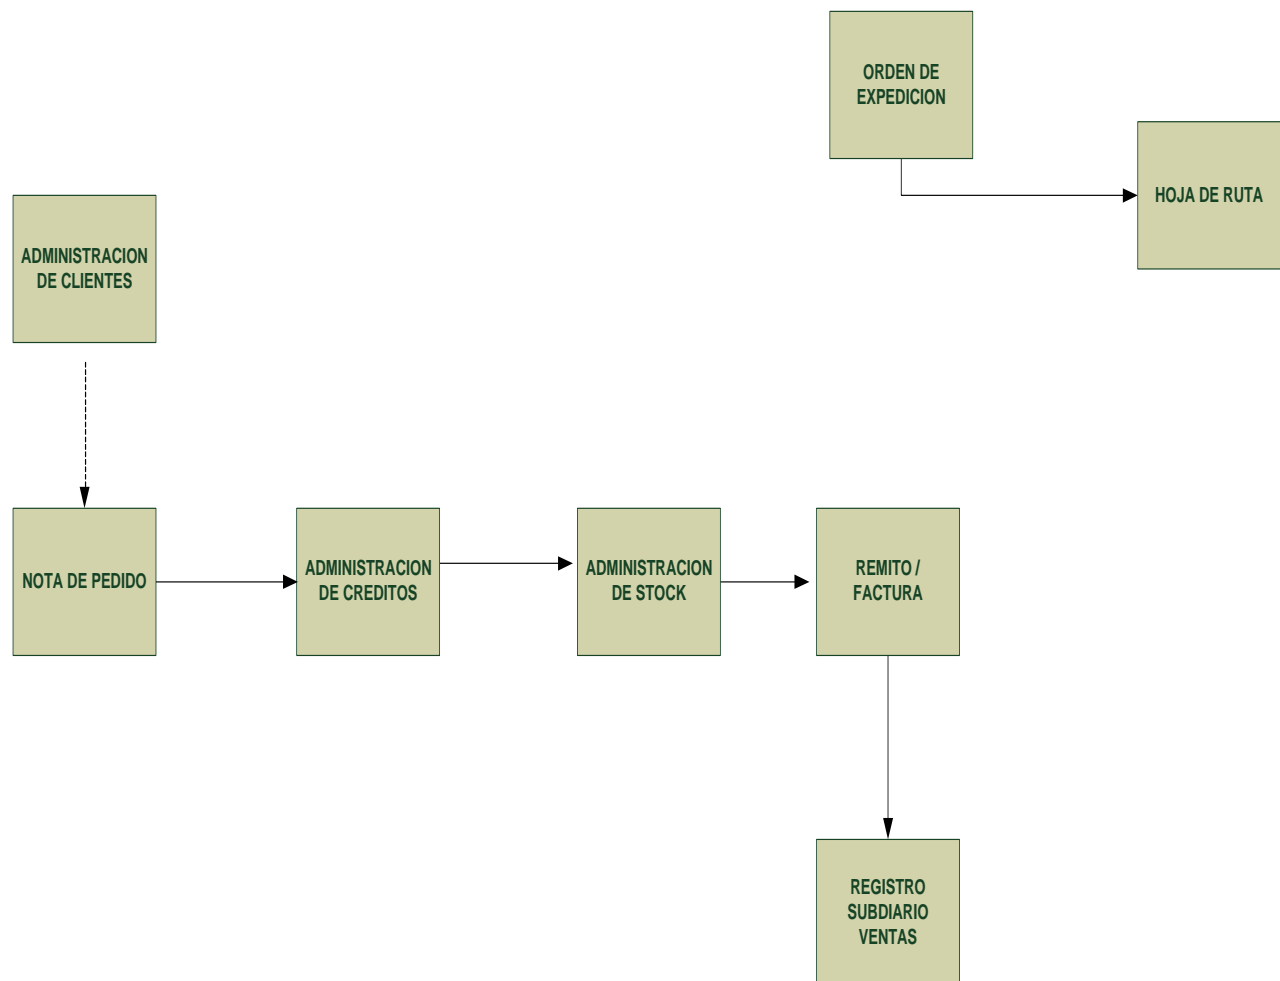 ORDEN DE
EXPEDICION
HOJA DE RUTA
ADMINISTRACION
DE CLIENTES
NOTA DE PEDIDO
ADMINISTRACION
DE CREDITOS
ADMINISTRACION
DE STOCK
REMITO /
FACTURA
REGISTRO
SUBDIARIO
VENTAS